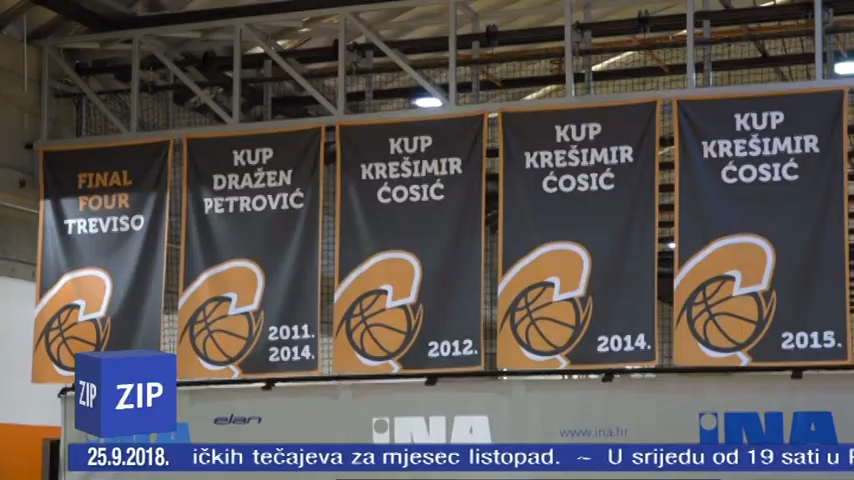 FINAL
FOUR
TREVISO
KUP
DRAŽEN
PETROVIĆ
2011.
2014.
KUP
KREŠIMIR
ĆOSIĆ
2012.
KUP
KREŠIMIR
ĆOSIĆ
2014.
KUP
KREŠIMIR
ĆOSIĆ
2015.
ZIP ZIP
elan
INA
www.ina.hr
INA
25.9.2018. ičkih tečajeva za mjesec listopad. ~ U srijedu od 19 sati u